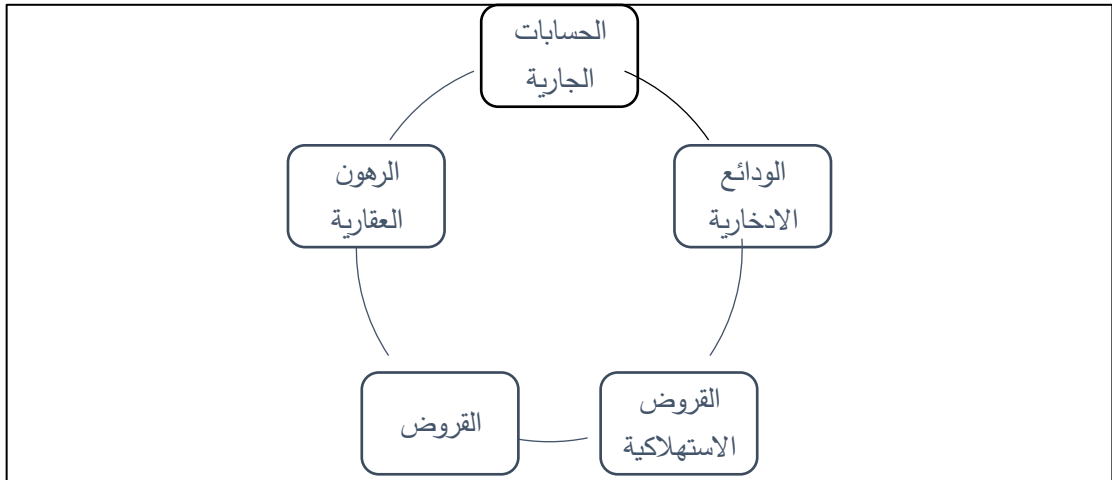 الحسابات
الجارية
الودائع
الادخارية
القروض
الاستهلاكية
القروض
الرهون
العقارية